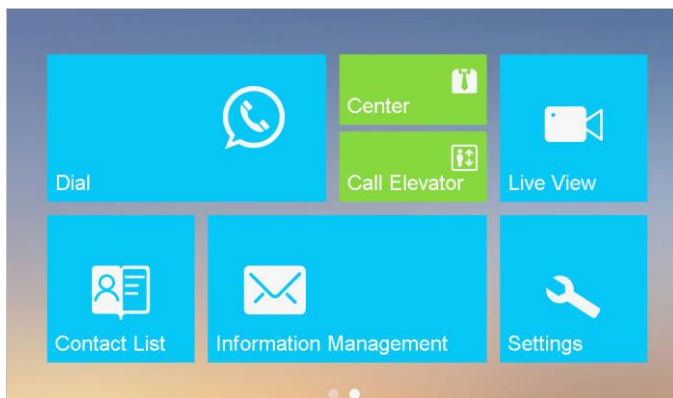 Center
Dial
Call Elevator
Live View
Contact List
Information Management
Settings